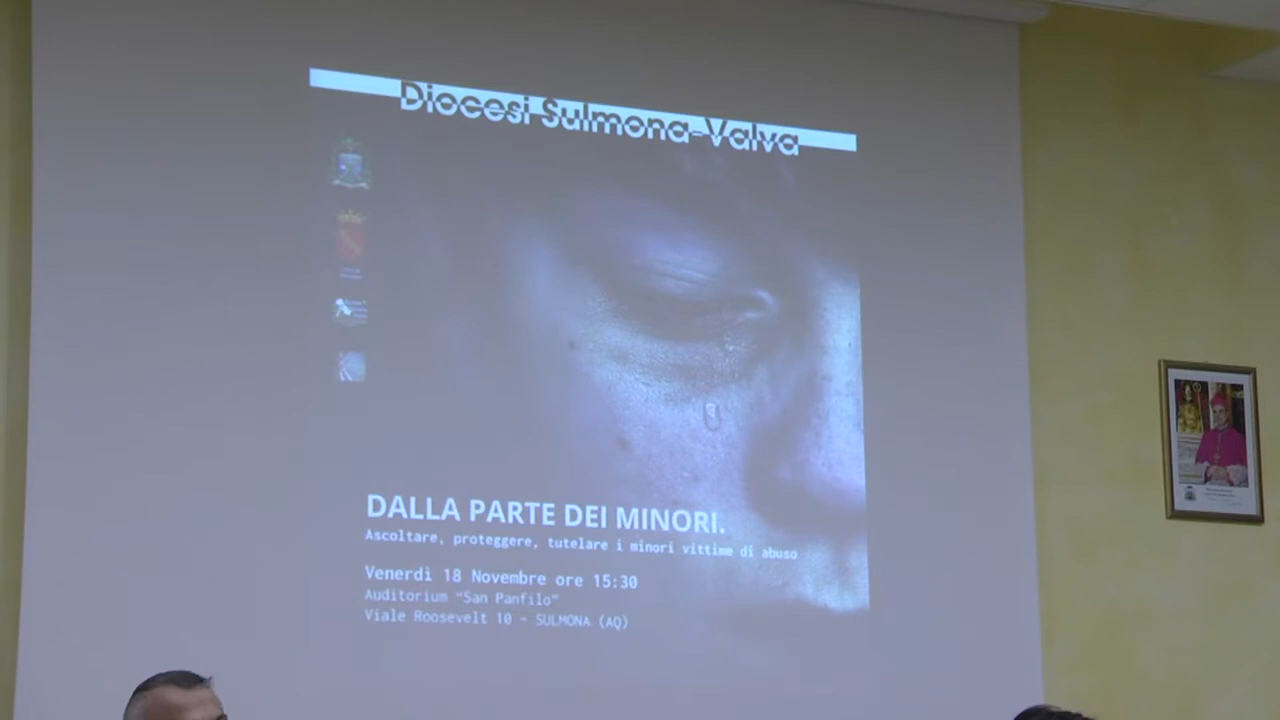 Diocesi Sulmona-Valva
DALLA PARTE DEI MINORI.
Ascoltare, proteggere, tutelare i minori vittime di abuso
Venerdì 18 Novembre ore 15:30
Auditorium "San Panfilo"
Viale Roosevelt 10 - SULMONA (AQ)